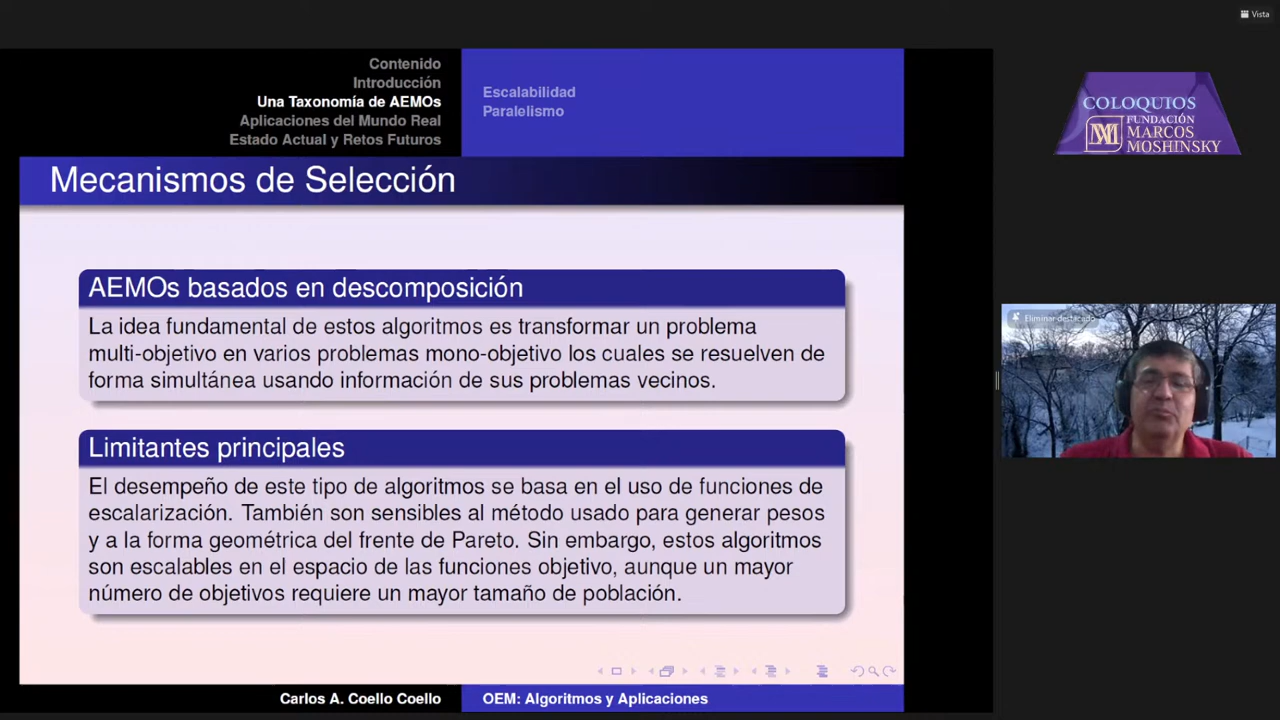 Vista
Contenido
Introducción
Una Taxonomía de AEMOs
Aplicaciones del Mundo Real
Estado Actual y Retos Futuros
Escalabilidad
Paralelismo
Mecanismos de Selección
AEMOs basados en descomposición
La idea fundamental de estos algoritmos es transformar un problema
multi-objetivo en varios problemas mono-objetivo los cuales se resuelven de
forma simultánea usando información de sus problemas vecinos.
Limitantes principales
El desempeño de este tipo de algoritmos se basa en el uso de funciones de
escalarización. También son sensibles al método usado para generar pesos
y a la forma geométrica del frente de Pareto. Sin embargo, estos algoritmos
son escalables en el espacio de las funciones objetivo, aunque un mayor
número de objetivos requiere un mayor tamaño de población.
Carlos A. Coello Coello
OEM: Algoritmos y Aplicaciones
COLOQUIOS
FUNDACIÓN
MARCOS
MOSHINSKY
Eliminar destacado